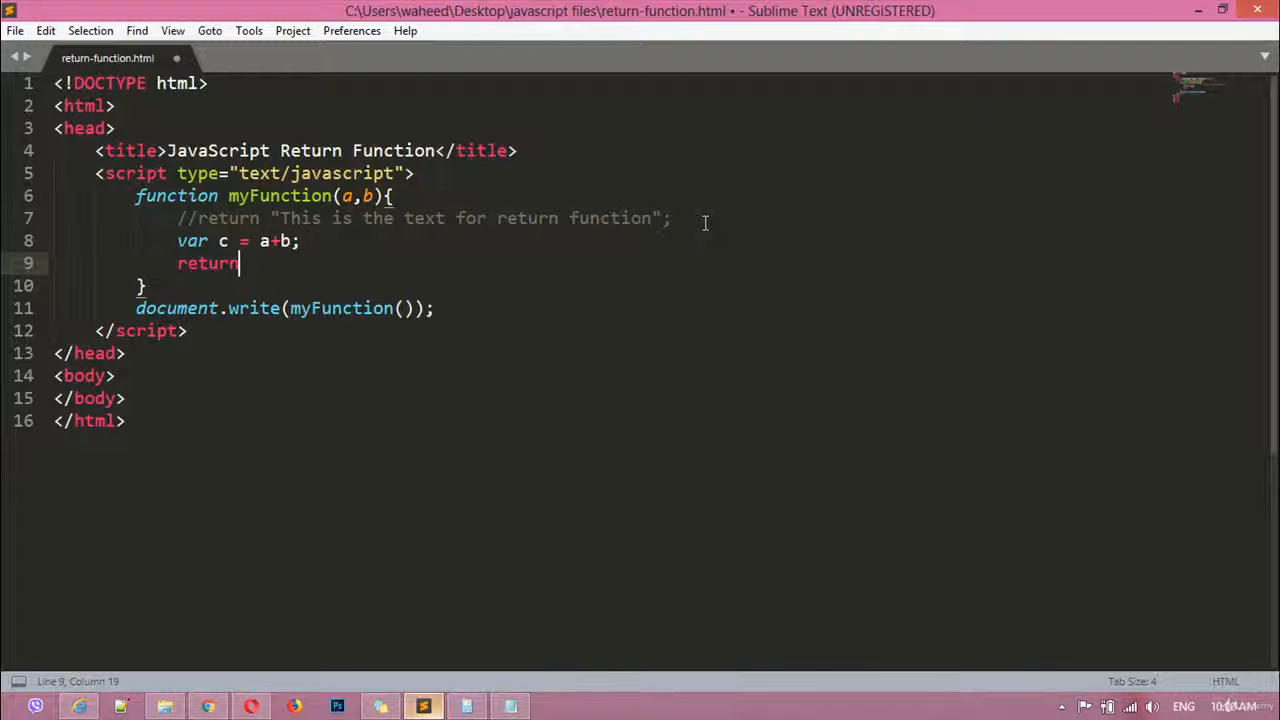 C:\Users\waheed\Desktop\javascript files\return-function.html • - Sublime Text (UNREGISTERED)
File Edit Selection Find View Goto Tools Project Preferences Help
return-function.html
1 <!DOCTYPE html>
2 <html>
3 <head>
4 <title>JavaScript Return Function</title>
5 <script type="text/javascript">
6 function myFunction(a,b){
7 //return "This is the text for return function";
8 var c = a+b;
9 return
10 }
11 document.write(myFunction());
12 </script>
13 </head>
14 <body>
15 </body>
16 </html>
Line 9, Column 19 Tab Size: 4 HTML
Ps ENG